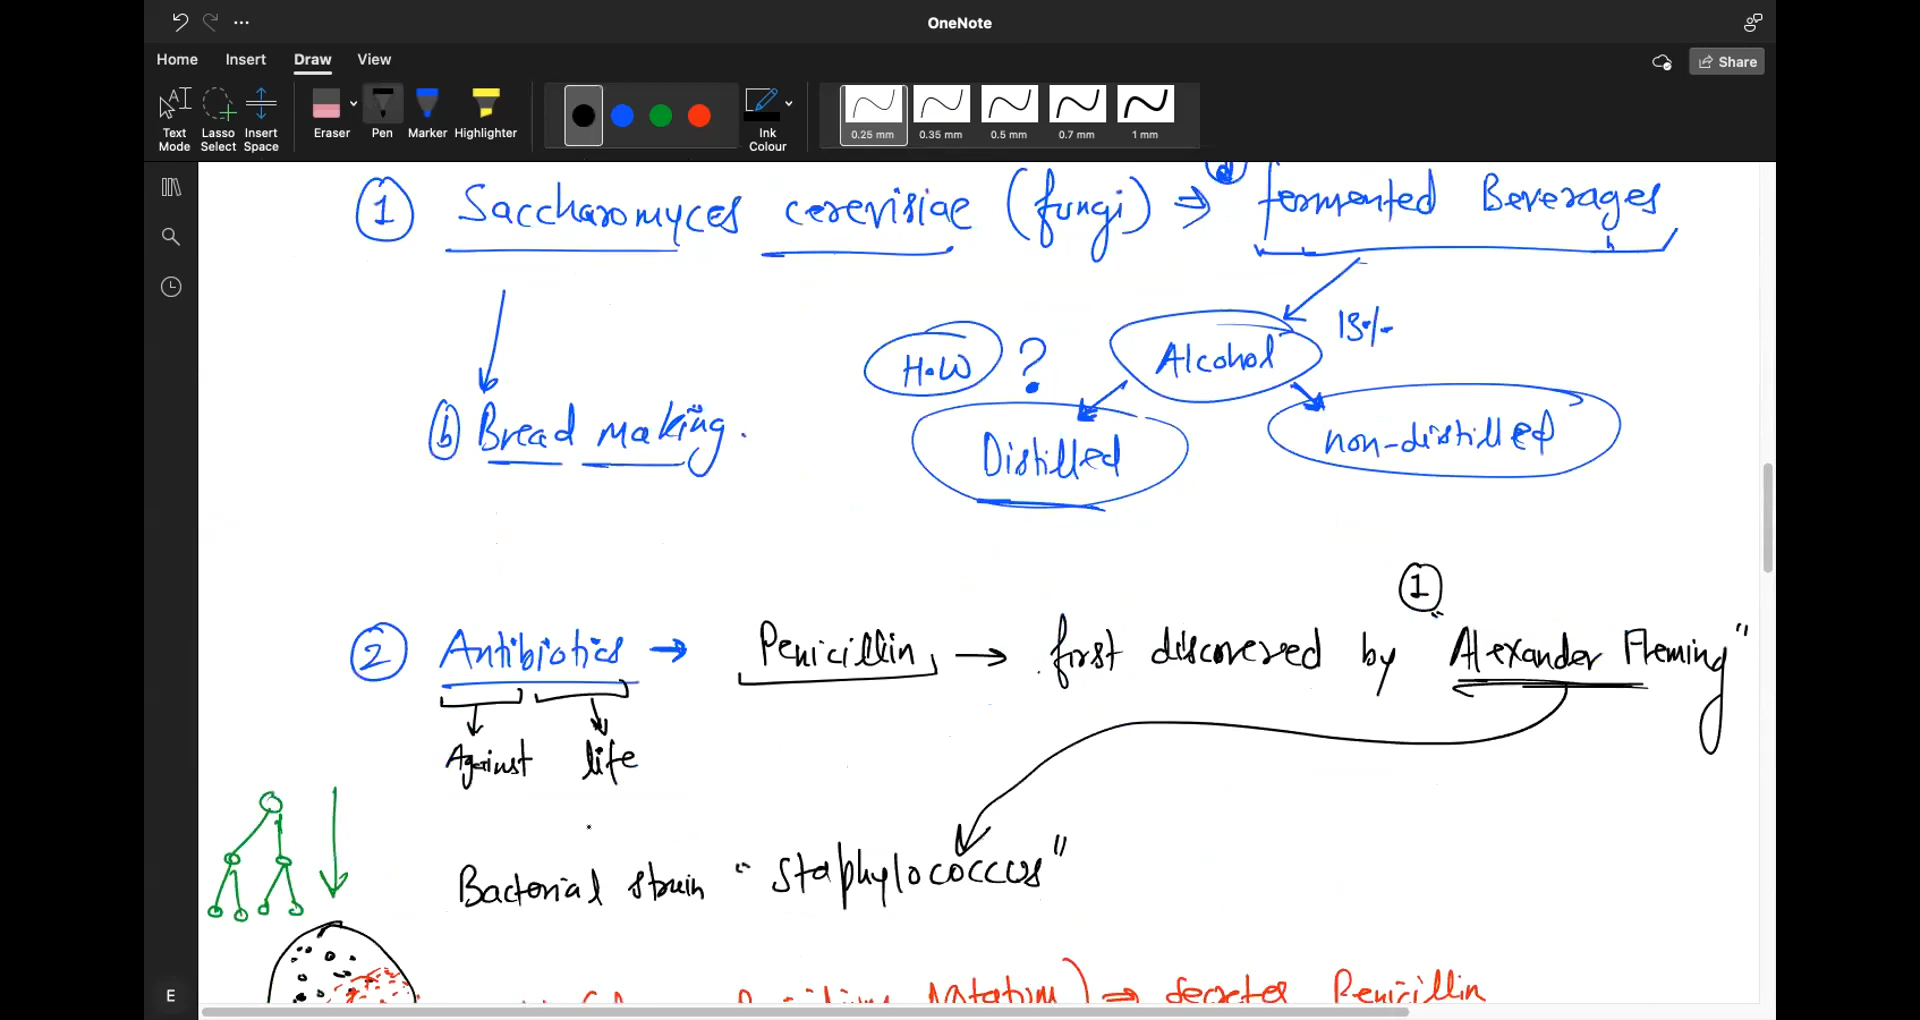 OneNote
Home Insert Draw View
Share
Text Mode
Lasso Select
Insert Space
Eraser
Pen
Marker
Highlighter
Ink Colour
0.25 mm
0.35 mm
0.5 mm
0.7 mm
1 mm
① Saccharomyces cerevisiae (fungi) ⇒ ⓐ fermented Beverages
H.W ? Alcohol
Distilled non-distilled
ⓑ Bread making.
② Antibiotics → Penicillin → first discovered by ① "Alexander Fleming"
Against life
Bacterial strain "Staphylococcus"
Notatum) ⇒ secretes Penicillin
E